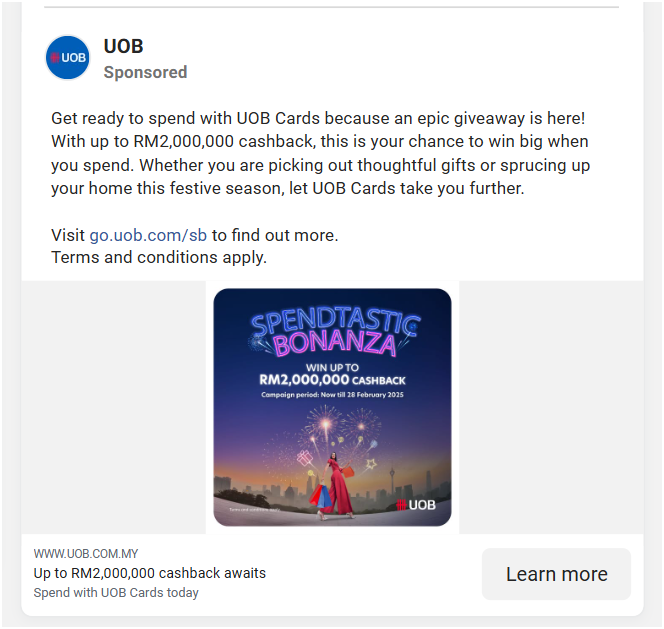 UOB
UOB
Sponsored
Get ready to spend with UOB Cards because an epic giveaway is here!
With up to RM2,000,000 cashback, this is your chance to win big when
you spend. Whether you are picking out thoughtful gifts or sprucing up
your home this festive season, let UOB Cards take you further.
Visit go.uob.com/sb to find out more.
Terms and conditions apply.
SPENDTASTIC
BONANZA
WIN UP TO
RM2,000,000 CASHBACK
Campaign period: Now till 28 February 2025
Terms and conditions apply.
UOB
WWW.UOB.COM.MY
Up to RM2,000,000 cashback awaits
Spend with UOB Cards today
Learn more